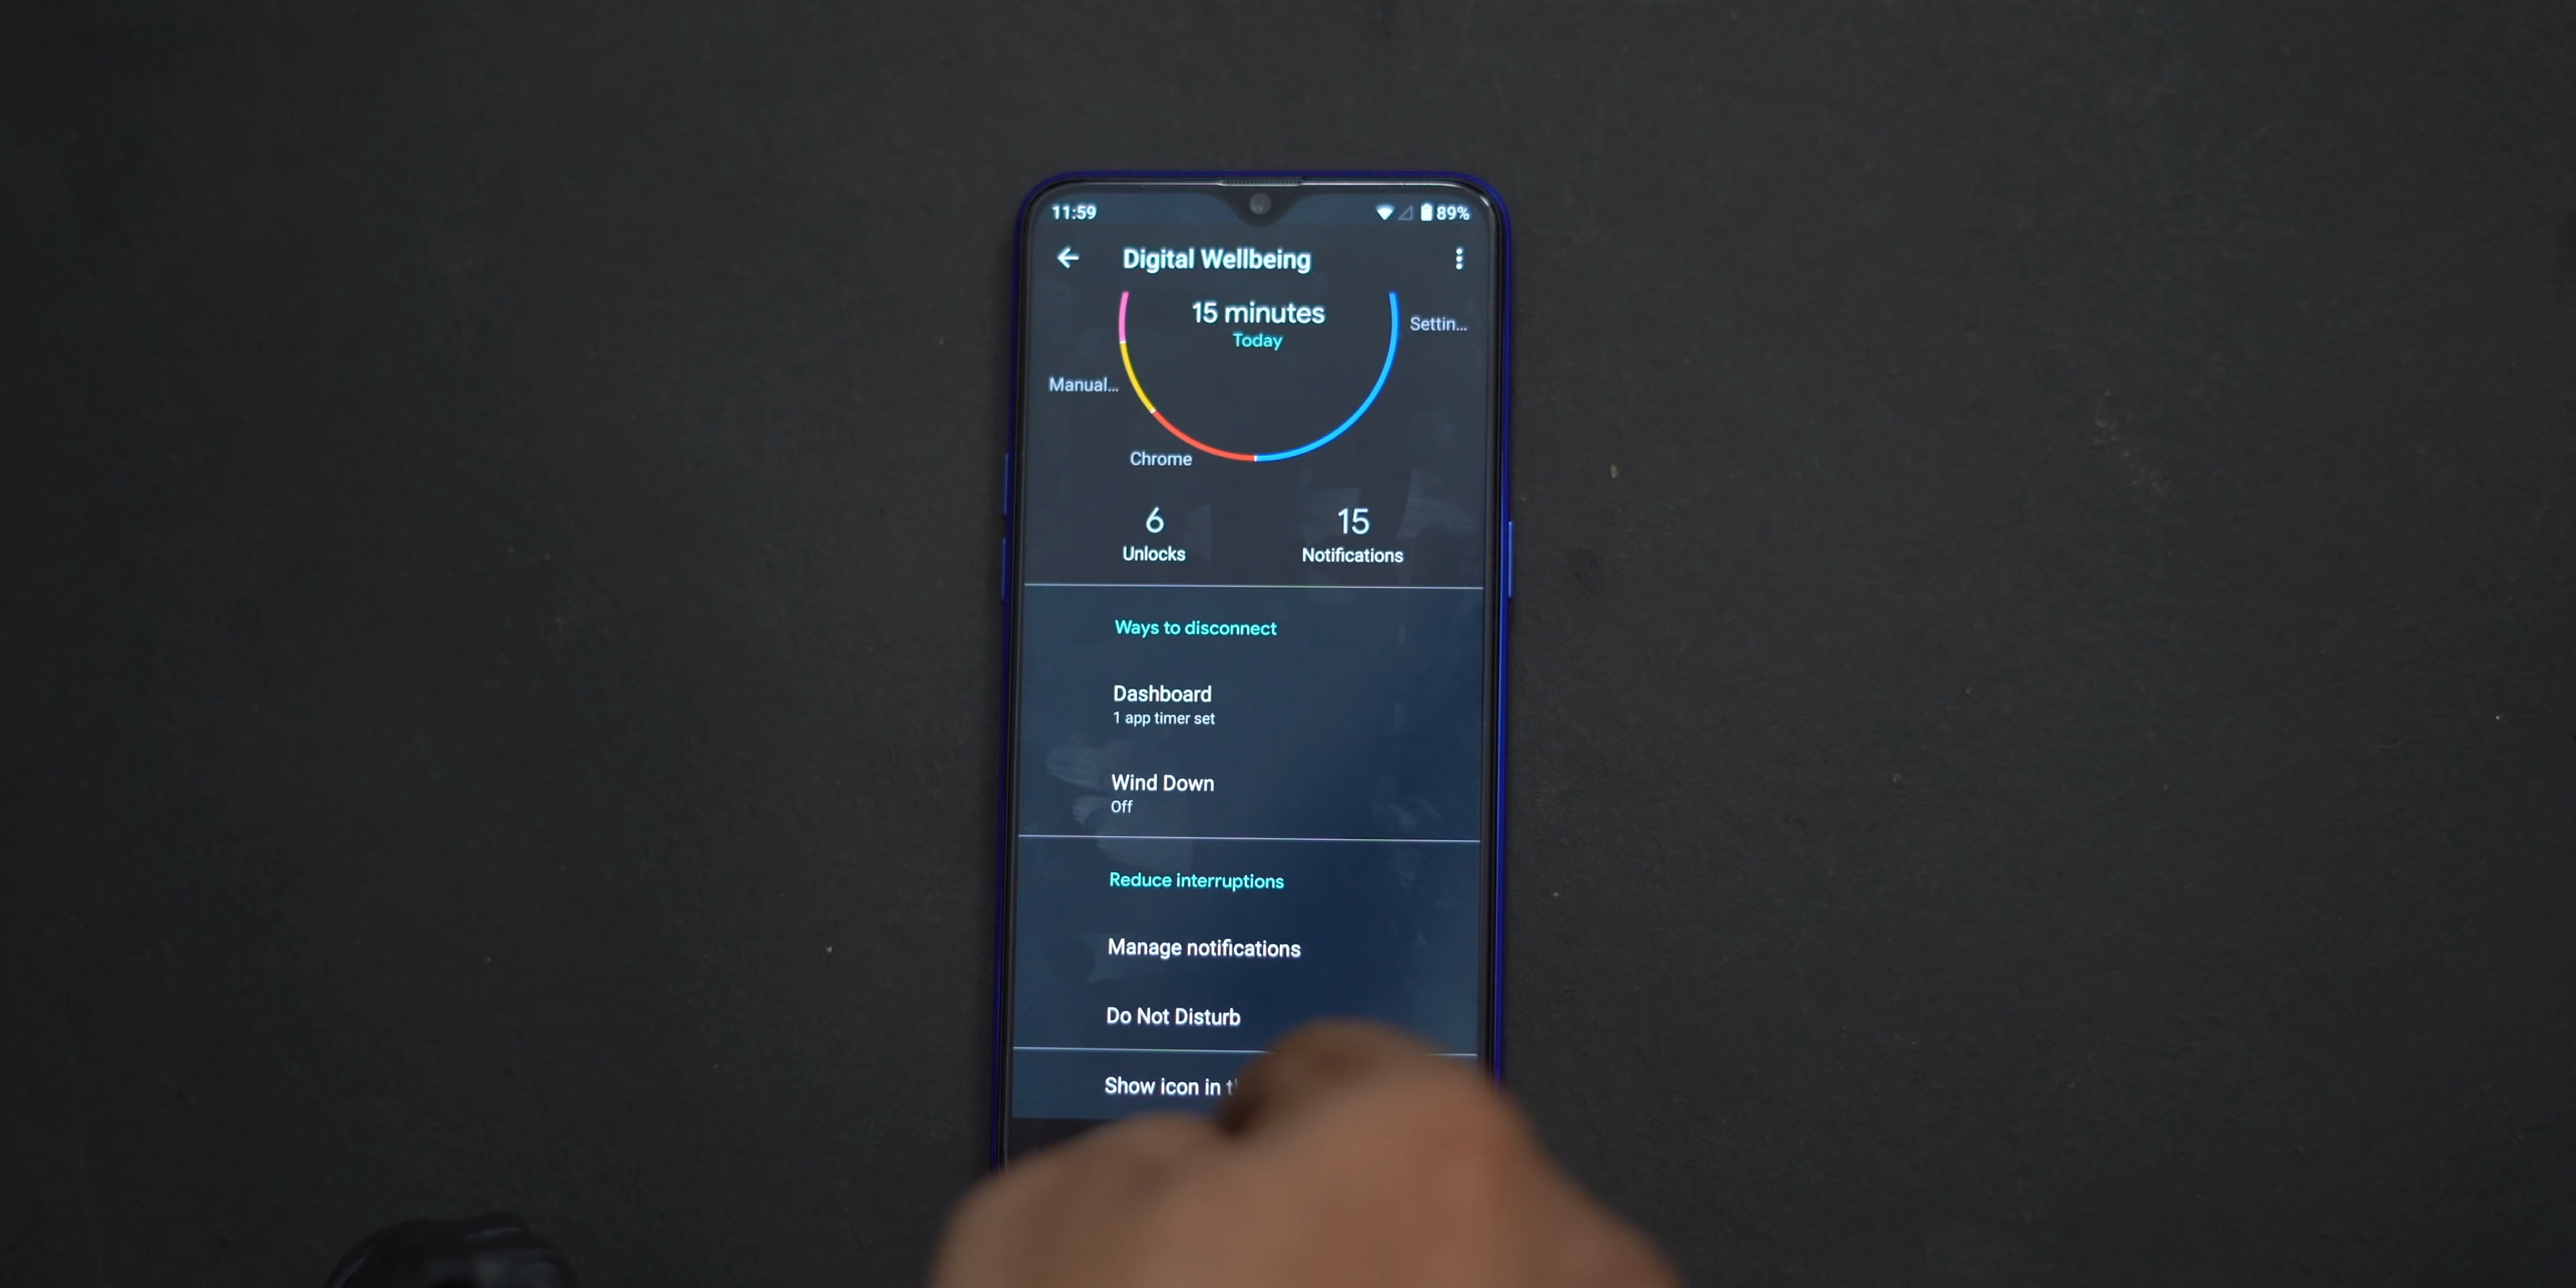 11:59
89%
Digital Wellbeing
15 minutes
Today
Settin...
Manual...
Chrome
6
Unlocks
15
Notifications
Ways to disconnect
Dashboard
1 app timer set
Wind Down
Off
Reduce interruptions
Manage notifications
Do Not Disturb
Show icon in